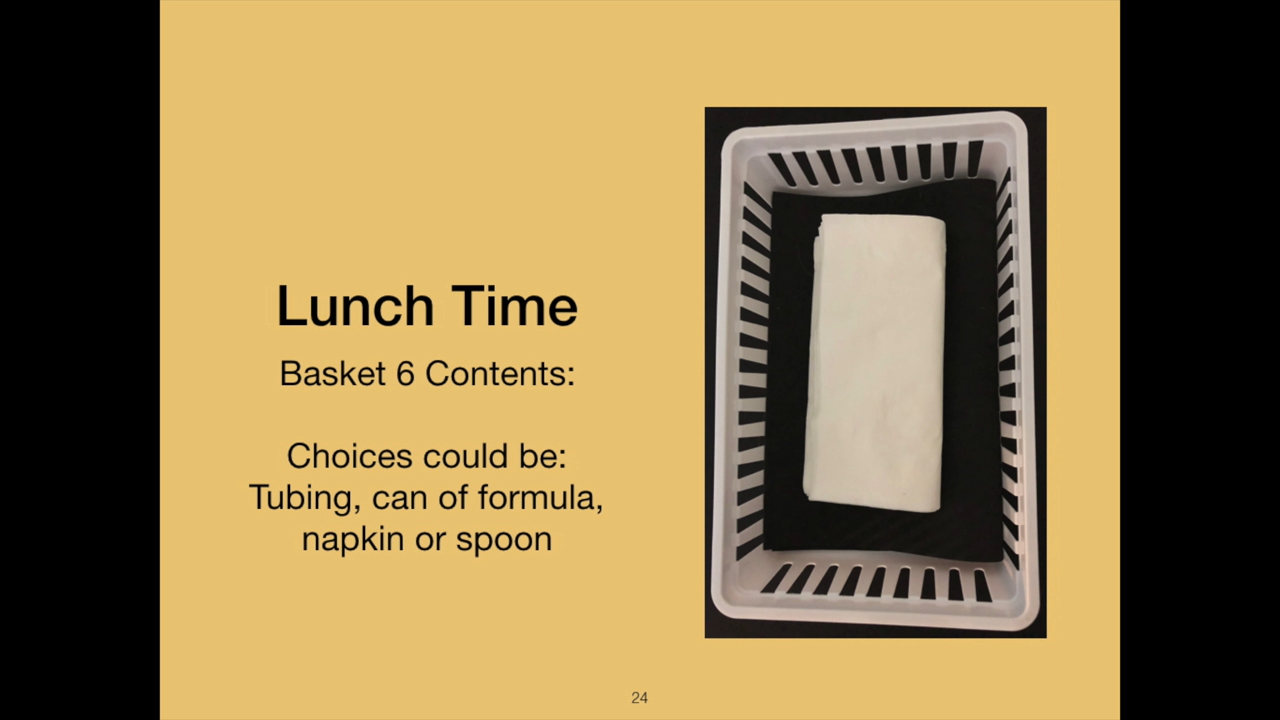 Lunch Time
Basket 6 Contents:
Choices could be:
Tubing, can of formula,
napkin or spoon
24